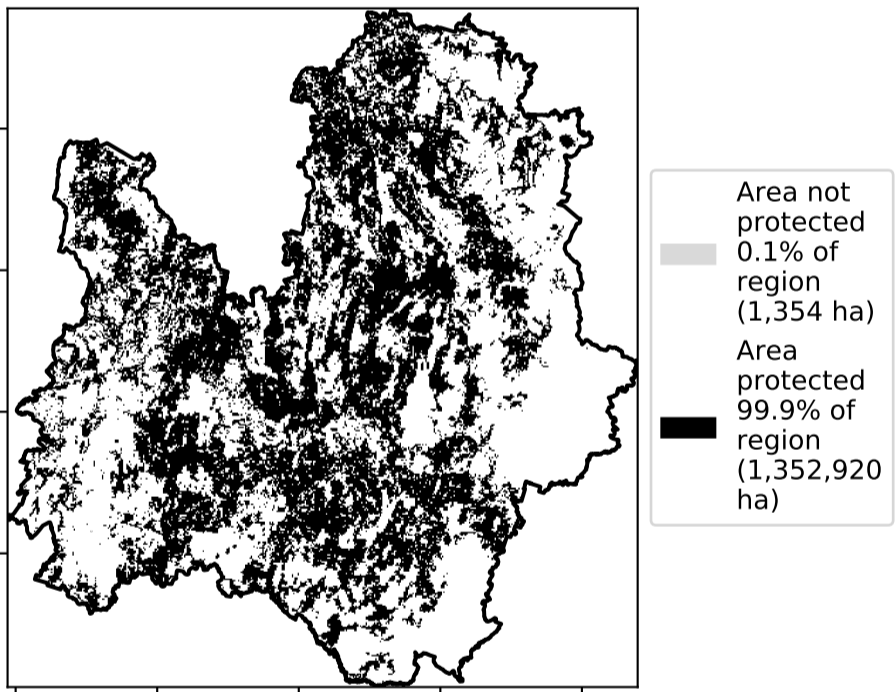 Area not
protected
0.1% of
region
(1,354 ha)
Area
protected
99.9% of
region
(1,352,920
ha)